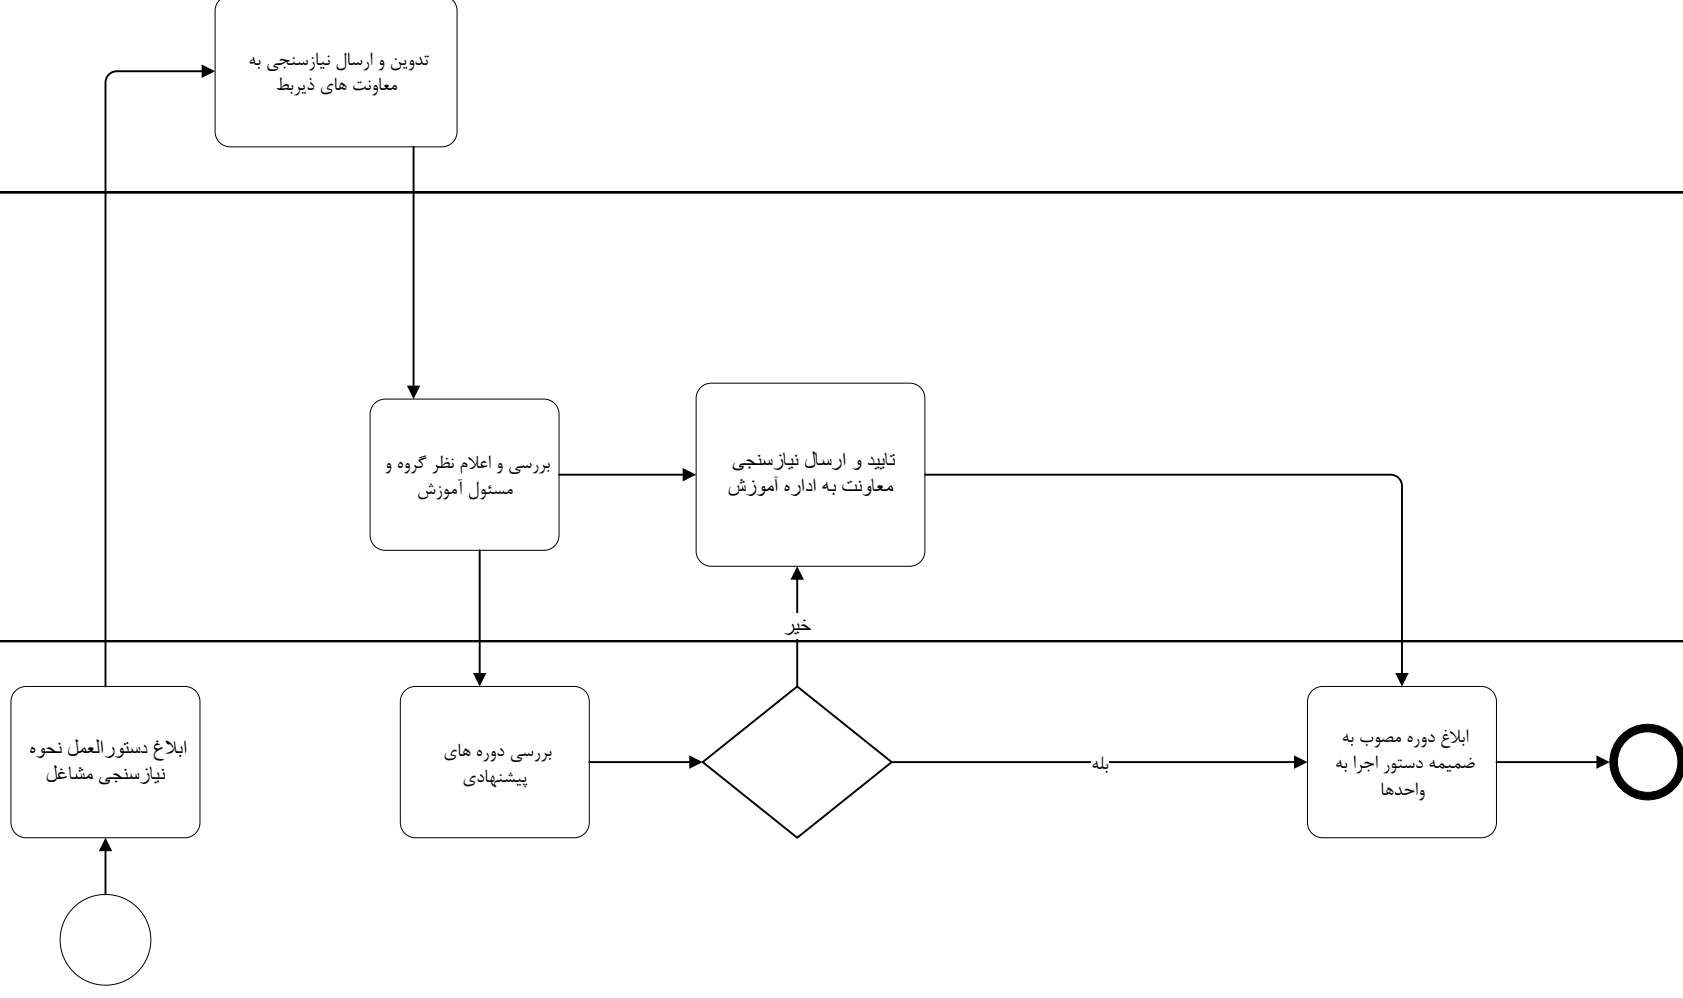 تدوین و ارسال نیازسنجی به
معاونت های ذیربط
بررسی و اعلام نظر گروه و
مسئول آموزش
تایید و ارسال نیازسنجی
معاونت به اداره آموزش
خیر
ابلاغ دستورالعمل نحوه
نیازسنجی مشاغل
بررسی دوره های
پیشنهادی
بله
ابلاغ دوره مصوب به
ضمیمه دستور اجرا به
واحدها